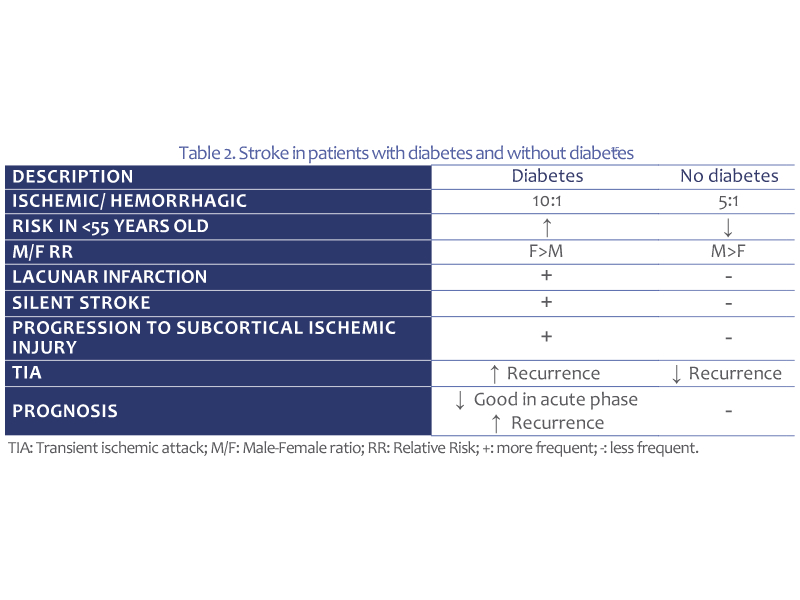 Table 2. Stroke in patients with diabetes and without diabetes
DESCRIPTION Diabetes No diabetes
ISCHEMIC/ HEMORRHAGIC 10:1 5:1
RISK IN <55 YEARS OLD ↑ ↓
M/F RR F>M M>F
LACUNAR INFARCTION + -
SILENT STROKE + -
PROGRESSION TO SUBCORTICAL ISCHEMIC
INJURY + -
TIA ↑ Recurrence ↓ Recurrence
PROGNOSIS ↓ Good in acute phase -
↑ Recurrence
TIA: Transient ischemic attack; M/F: Male-Female ratio; RR: Relative Risk; +: more frequent; -: less frequent.